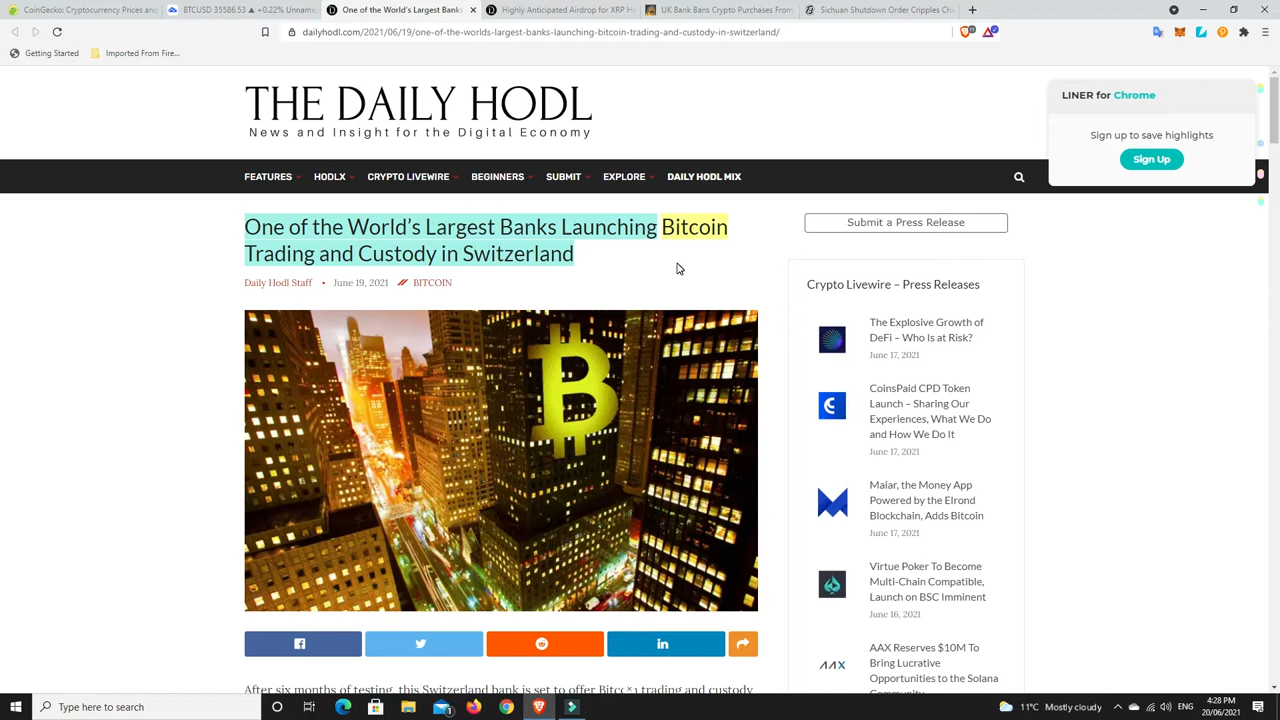 CoinGecko: Cryptocurrency Prices and
BTCUSD 35586.53 ▲ +0.22% Unname
One of the World's Largest Banks
Highly Anticipated Airdrop for XRP H
UK Bank Bans Crypto Purchases From
Sichuan Shutdown Order Cripples Ch
dailyhodl.com/2021/06/19/one-of-the-worlds-largest-banks-launching-bitcoin-trading-and-custody-in-switzerland/
Getting Started
Imported From Fire...
THE DAILY HODL
News and Insight for the Digital Economy
LINER for Chrome
Sign up to save highlights
Sign Up
FEATURES
HODLX
CRYPTO LIVEWIRE
BEGINNERS
SUBMIT
EXPLORE
DAILY HODL MIX
One of the World's Largest Banks Launching Bitcoin
Trading and Custody in Switzerland
Daily Hodl Staff • June 19, 2021 // BITCOIN
Submit a Press Release
Crypto Livewire – Press Releases
The Explosive Growth of
DeFi – Who Is at Risk?
June 17, 2021
CoinsPaid CPD Token
Launch – Sharing Our
Experiences, What We Do
and How We Do It
June 17, 2021
Maiar, the Money App
Powered by the Elrond
Blockchain, Adds Bitcoin
June 17, 2021
Virtue Poker To Become
Multi-Chain Compatible,
Launch on BSC Imminent
June 16, 2021
AAX
AAX Reserves $10M To
Bring Lucrative
Opportunities to the Solana
Community
After six months of testing, this Switzerland bank is set to offer trading and custody
Type here to search
11°C Mostly cloudy
ENG
4:28 PM
20/06/2021